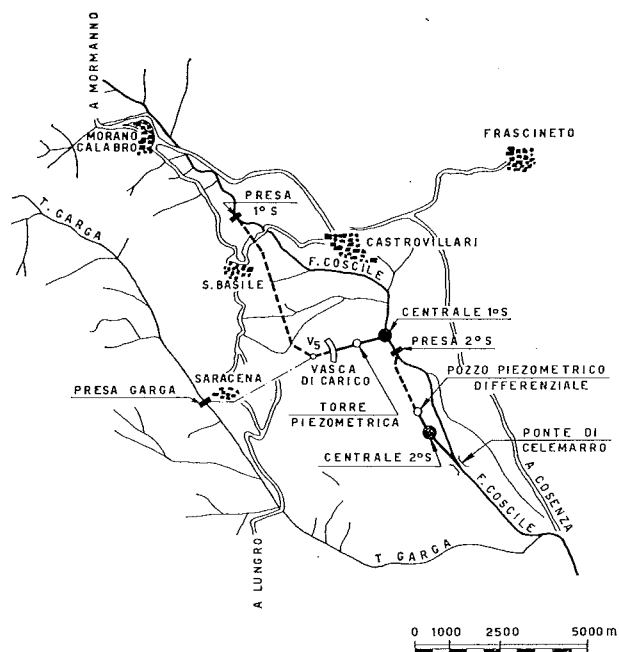 A MORMANNO
MORANO
CALABRO
FRASCINETO
T. GARGA
PRESA
1° S
CASTROVILLARI
F. COSCILE
S. BASILE
CENTRALE 1°S
V5
PRESA 2°S
VASCA
DI CARICO
SARACENA
POZZO PIEZOMETRICO
DIFFERENZIALE
PRESA GARGA
TORRE
PIEZOMETRICA
PONTE DI
CELEMARRO
CENTRALE 2°S
A COSENZA
F. COSCILE
T GARGA
A LUNGRO
0 1000 2500 5000 m